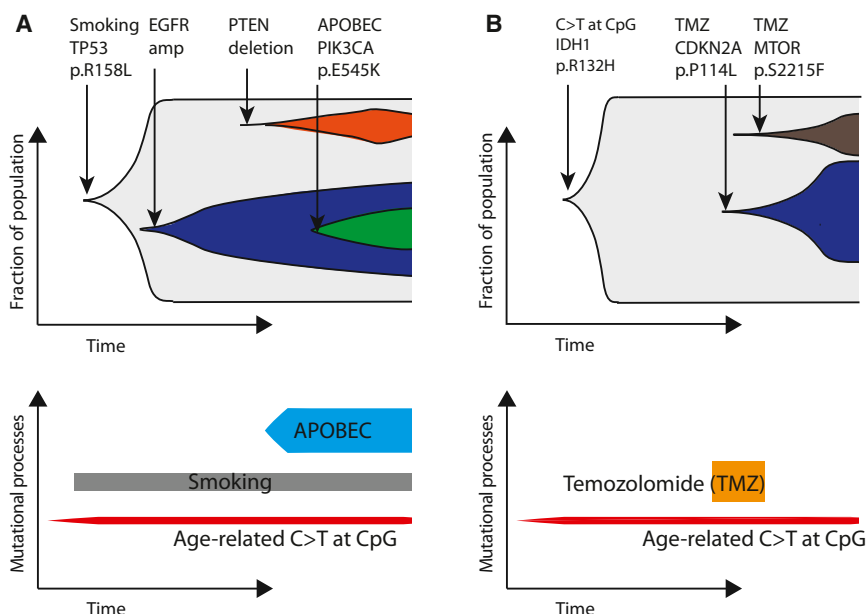 A
Smoking
TP53
p.R158L
EGFR
amp
PTEN
deletion
APOBEC
PIK3CA
p.E545K
Fraction of population
Time
Mutational processes
APOBEC
Smoking
Age-related C>T at CpG
Time
B
C>T at CpG
IDH1
p.R132H
TMZ
CDKN2A
p.P114L
TMZ
MTOR
p.S2215F
Fraction of population
Time
Mutational processes
Temozolomide (TMZ)
Age-related C>T at CpG
Time